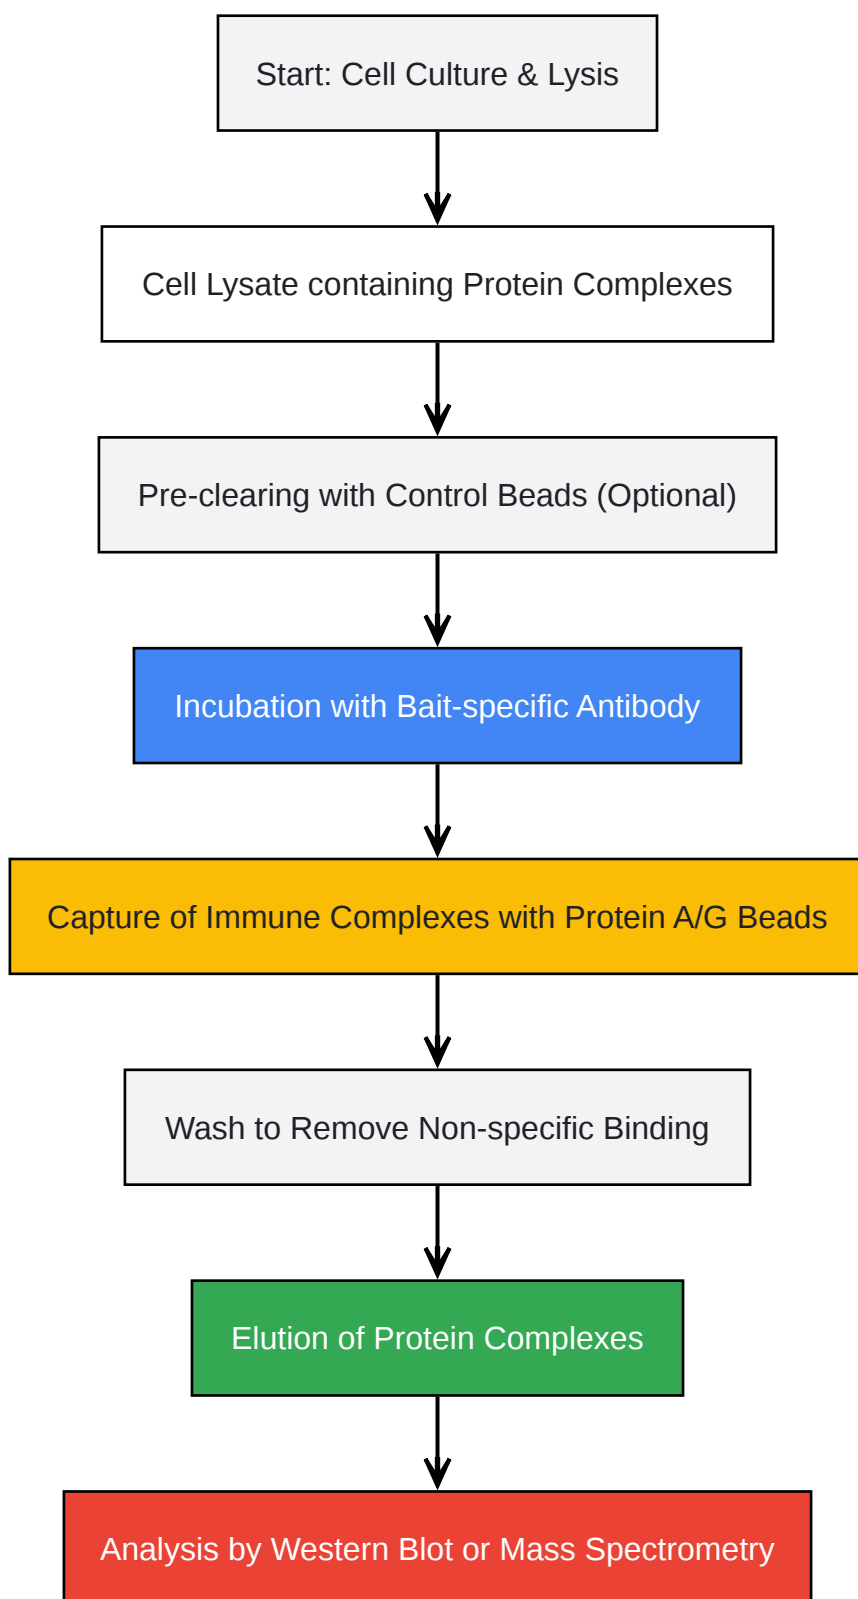 Start: Cell Culture & Lysis
Cell Lysate containing Protein Complexes
Pre-clearing with Control Beads (Optional)
Incubation with Bait-specific Antibody
Capture of Immune Complexes with Protein A/G Beads
Wash to Remove Non-specific Binding
Elution of Protein Complexes
Analysis by Western Blot or Mass Spectrometry